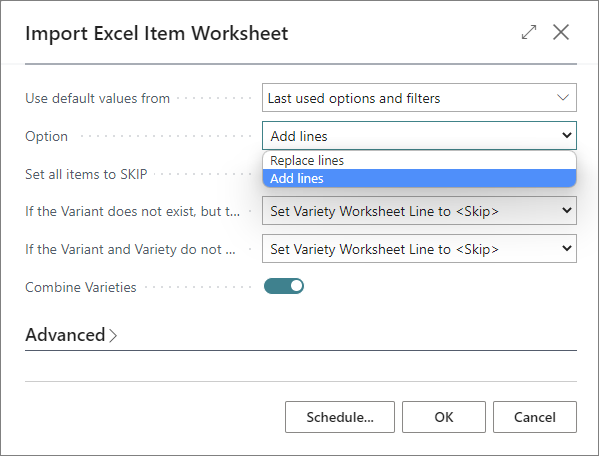 Import Excel Item Worksheet
Use default values from Last used options and filters
Option Add lines
Replace lines
Set all items to SKIP Add lines
If the Variant does not exist, but t... Set Variety Worksheet Line to <Skip>
If the Variant and Variety do not ... Set Variety Worksheet Line to <Skip>
Combine Varieties
Advanced
Schedule... OK Cancel